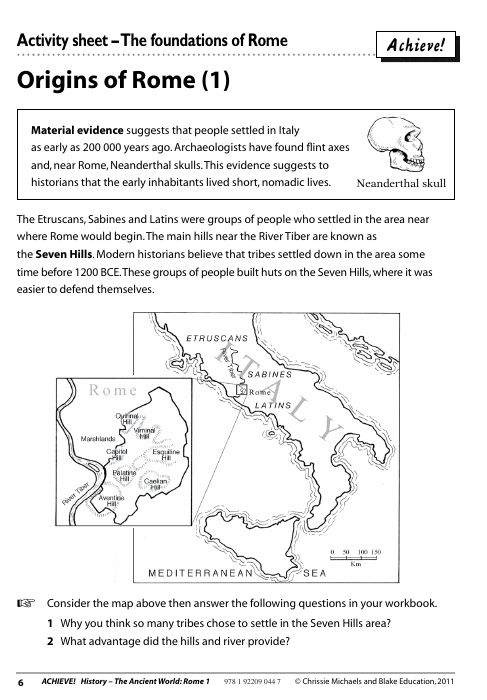 Activity sheet – The foundations of Rome
Achieve!
Origins of Rome (1)
Material evidence suggests that people settled in Italy
as early as 200 000 years ago. Archaeologists have found flint axes
and, near Rome, Neanderthal skulls. This evidence suggests to
historians that the early inhabitants lived short, nomadic lives.
Neanderthal skull
The Etruscans, Sabines and Latins were groups of people who settled in the area near
where Rome would begin. The main hills near the River Tiber are known as
the Seven Hills. Modern historians believe that tribes settled down in the area some
time before 1200 BCE. These groups of people built huts on the Seven Hills, where it was
easier to defend themselves.
ETRUSCANS
ITALY
River Tiber
SABINES
Rome
LATINS
Rome
Quirinal
Hill
Viminal
Hill
Marshlands
Capitol
Hill
Esquiline
Hill
Palatine
Hill
Caelian
Hill
River Tiber
Aventine
Hill
0 50 100 150
Km
MEDITERRANEAN SEA
☞ Consider the map above then answer the following questions in your workbook.
1 Why you think so many tribes chose to settle in the Seven Hills area?
2 What advantage did the hills and river provide?
6 ACHIEVE! History – The Ancient World: Rome 1 978 1 92209 044 7 © Chrissie Michaels and Blake Education, 2011